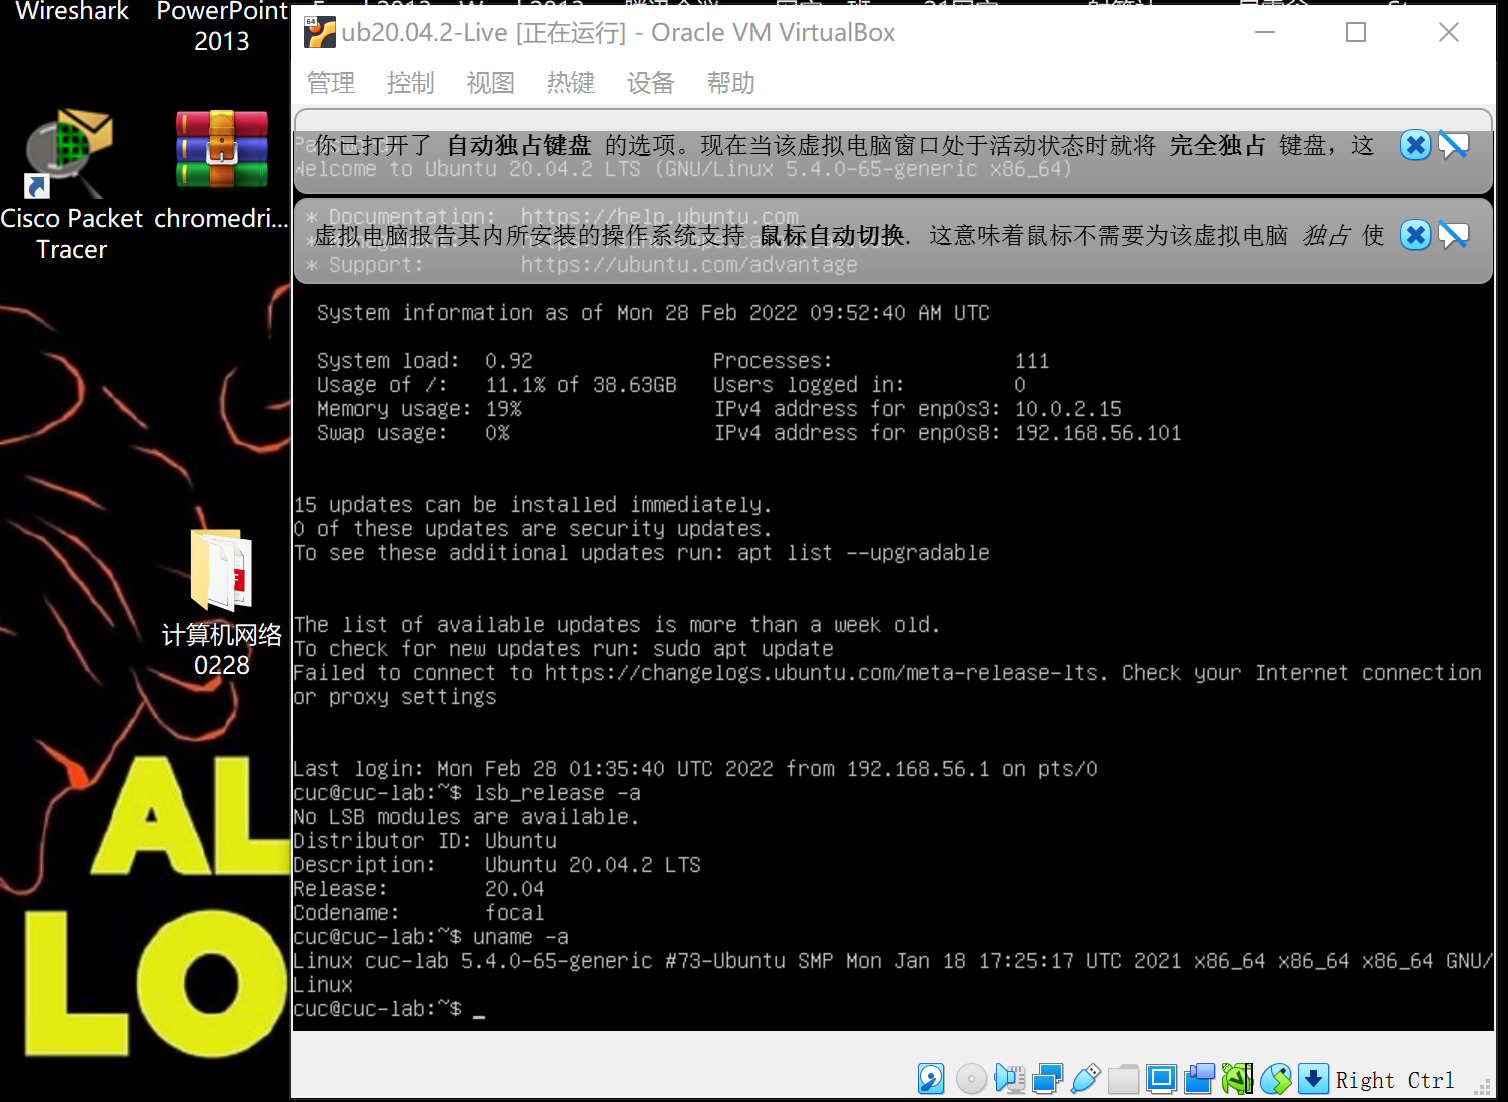 Wireshark
PowerPoint
2013
Cisco Packet
Tracer
chromedri...
计算机网络
0228
AL
LO
ub20.04.2-Live [正在运行] - Oracle VM VirtualBox
管理 控制 视图 热键 设备 帮助
你已打开了 自动独占键盘 的选项。现在当该虚拟电脑窗口处于活动状态时就将 完全独占 键盘，这
Welcome to Ubuntu 20.04.2 LTS (GNU/Linux 5.4.0-65-generic x86_64)
* Documentation: https://help.ubuntu.com
虚拟电脑报告其内所安装的操作系统支持 鼠标自动切换. 这意味着鼠标不需要为该虚拟电脑 独占 使
* Support: https://ubuntu.com/advantage
System information as of Mon 28 Feb 2022 09:52:40 AM UTC
System load: 0.92 Processes: 111
Usage of /: 11.1% of 38.63GB Users logged in: 0
Memory usage: 19% IPv4 address for enp0s3: 10.0.2.15
Swap usage: 0% IPv4 address for enp0s8: 192.168.56.101
15 updates can be installed immediately.
0 of these updates are security updates.
To see these additional updates run: apt list --upgradable
The list of available updates is more than a week old.
To check for new updates run: sudo apt update
Failed to connect to https://changelogs.ubuntu.com/meta-release-lts. Check your Internet connection
or proxy settings
Last login: Mon Feb 28 01:35:40 UTC 2022 from 192.168.56.1 on pts/0
cuc@cuc-lab:~$ lsb_release -a
No LSB modules are available.
Distributor ID: Ubuntu
Description: Ubuntu 20.04.2 LTS
Release: 20.04
Codename: focal
cuc@cuc-lab:~$ uname -a
Linux cuc-lab 5.4.0-65-generic #73-Ubuntu SMP Mon Jan 18 17:25:17 UTC 2021 x86_64 x86_64 x86_64 GNU/
Linux
cuc@cuc-lab:~$ _
Right Ctrl